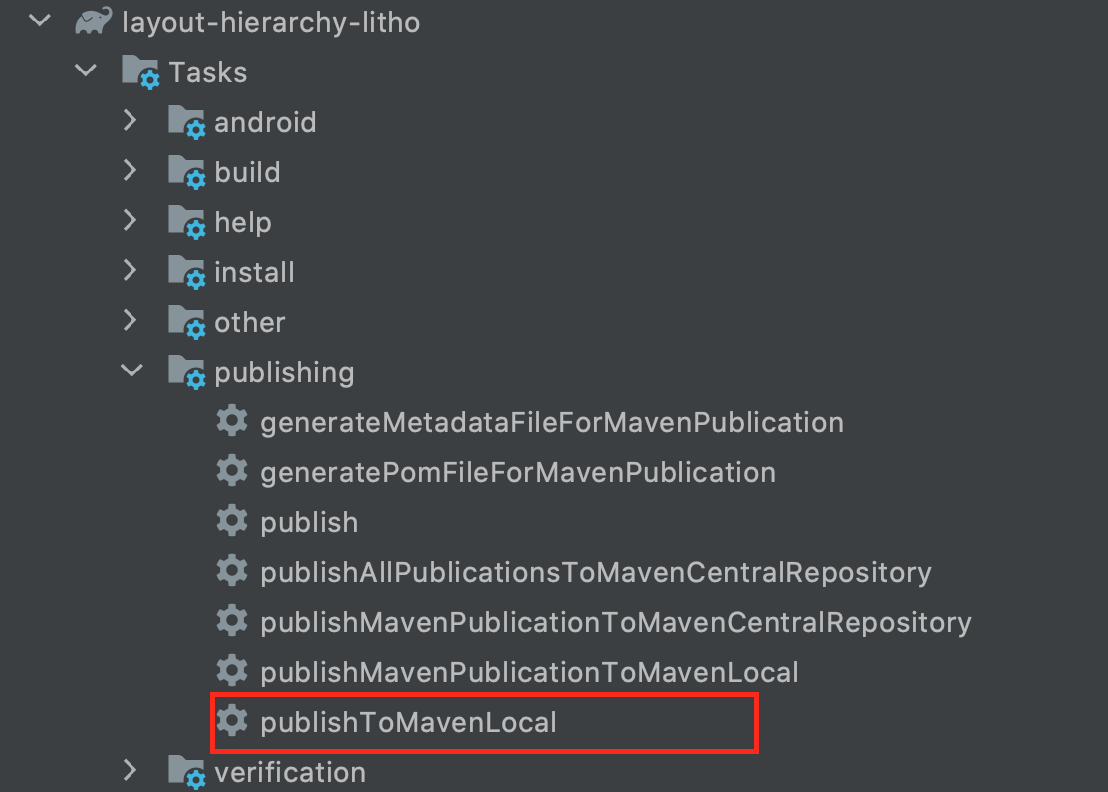 layout-hierarchy-litho
Tasks
android
build
help
install
other
publishing
generateMetadataFileForMavenPublication
generatePomFileForMavenPublication
publish
publishAllPublicationsToMavenCentralRepository
publishMavenPublicationToMavenCentralRepository
publishMavenPublicationToMavenLocal
publishToMavenLocal
verification